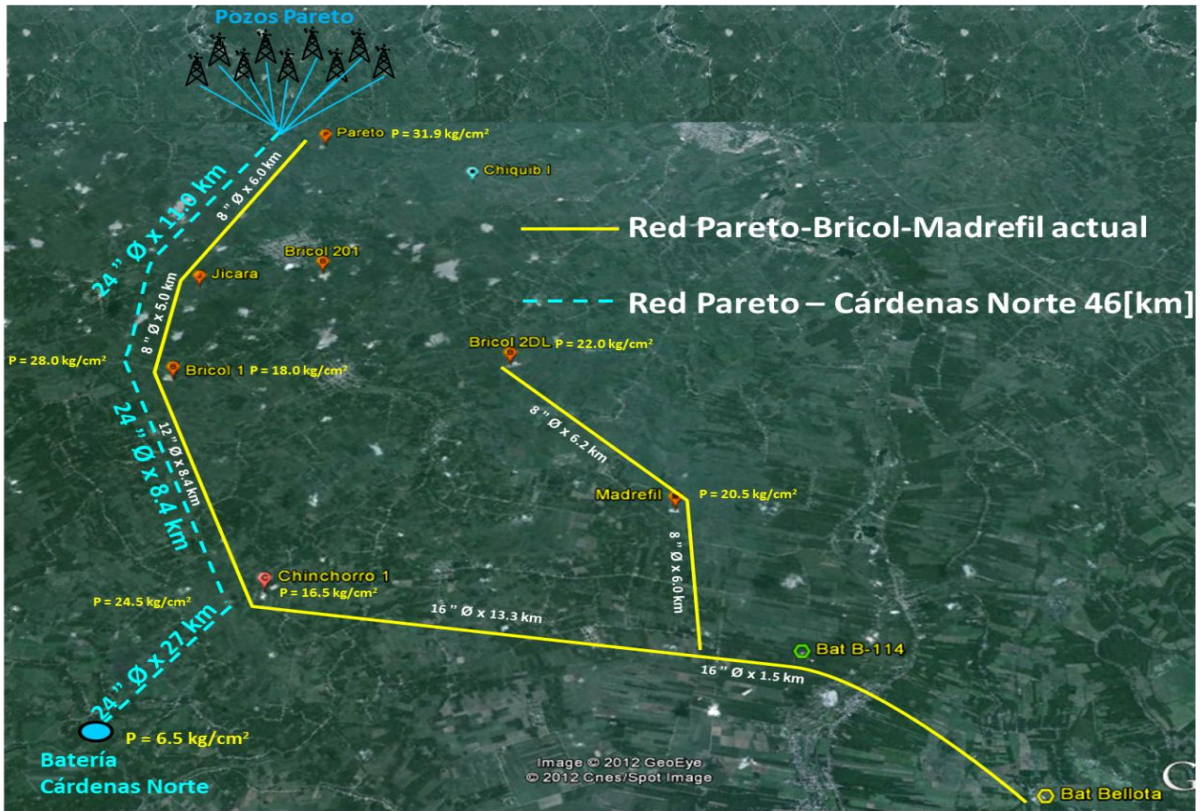 Pozos Pareto
Pareto P = 31.9 kg/cm²
Chiquib I
24 " Ø x 11.0 km
8 " Ø x 6.0 km
Red Pareto-Bricol-Madrefil actual
Bricol 201
Jicara
Red Pareto – Cárdenas Norte 46[km]
8 " Ø x 5.0 km
Bricol 2DL P = 22.0 kg/cm²
P = 28.0 kg/cm²
Bricol 1 P = 18.0 kg/cm²
24 " Ø x 8.4 km
12" Ø x 8.4 km
8 " Ø x 6.2 km
Madrefil P = 20.5 kg/cm²
8 " Ø x 6.0 km
Chinchorro 1
P = 16.5 kg/cm²
P = 24.5 kg/cm²
16 " Ø x 13.3 km
24 " Ø x 27 km
Bat B-114
16 " Ø x 1.5 km
P = 6.5 kg/cm²
Batería
Cárdenas Norte
Image © 2012 GeoEye
© 2012 Cnes/Spot Image
G
Bat Bellota